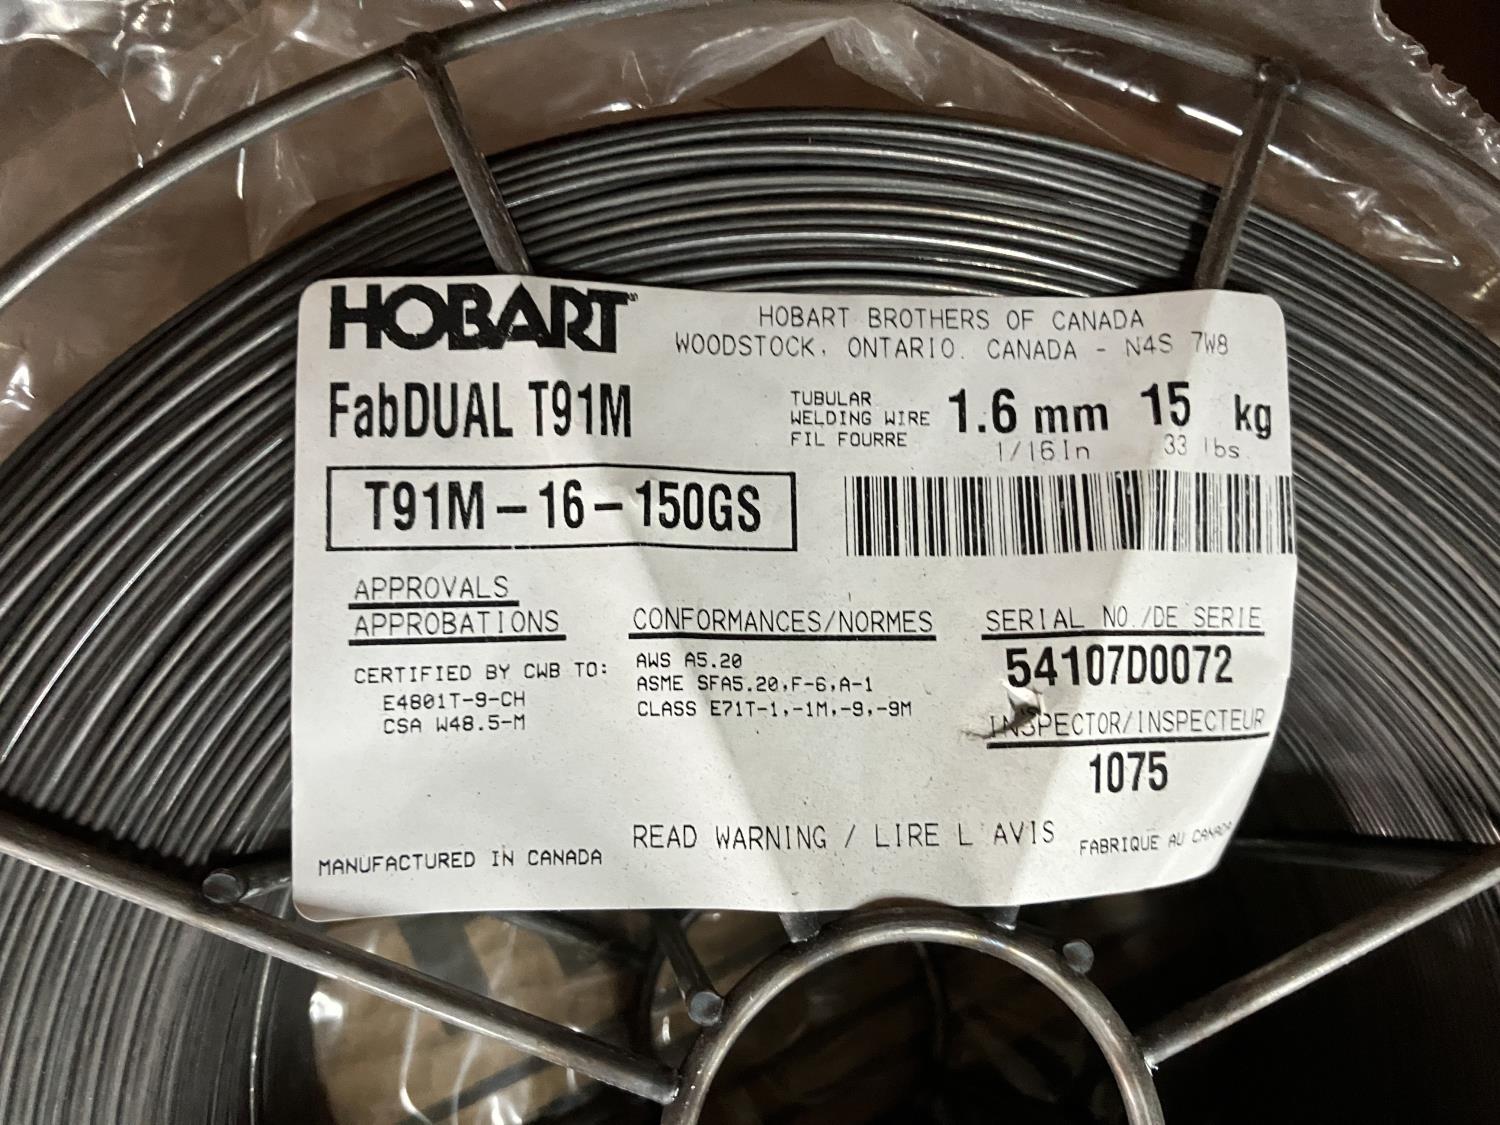 HOBART
HOBART BROTHERS OF CANADA
WOODSTOCK, ONTARIO. CANADA - N4S 7W8
FabDUAL T91M
TUBULAR
WELDING WIRE
FIL FOURRE
1.6 mm 15 kg
1/16In 33 lbs.
T91M-16-150GS
APPROVALS
APPROBATIONS
CERTIFIED BY CWB TO:
E4801T-9-CH
CSA W48.5-M
CONFORMANCES/NORMES
AWS A5.20
ASME SFA5.20,F-6,A-1
CLASS E71T-1,-1M,-9,-9M
SERIAL NO./DE SERIE
54107D0072
INSPECTOR/INSPECTEUR
1075
READ WARNING / LIRE L AVIS
MANUFACTURED IN CANADA
FABRIQUE AU CANADA